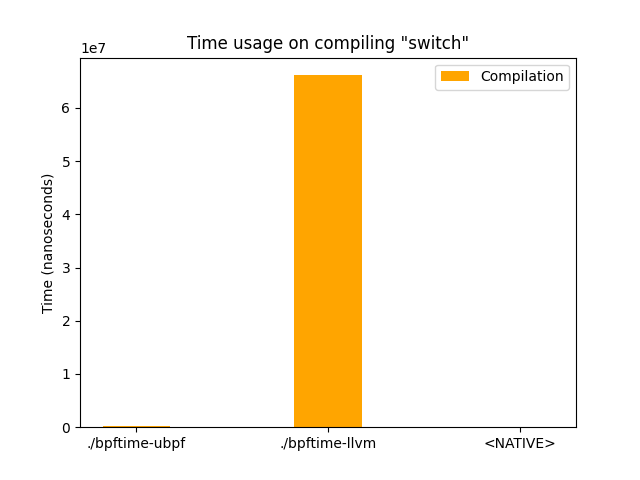 Time usage on compiling "switch"
1e7
Compilation
6
5
4
3
2
1
0
Time (nanoseconds)
./bpftime-ubpf
./bpftime-llvm
<NATIVE>